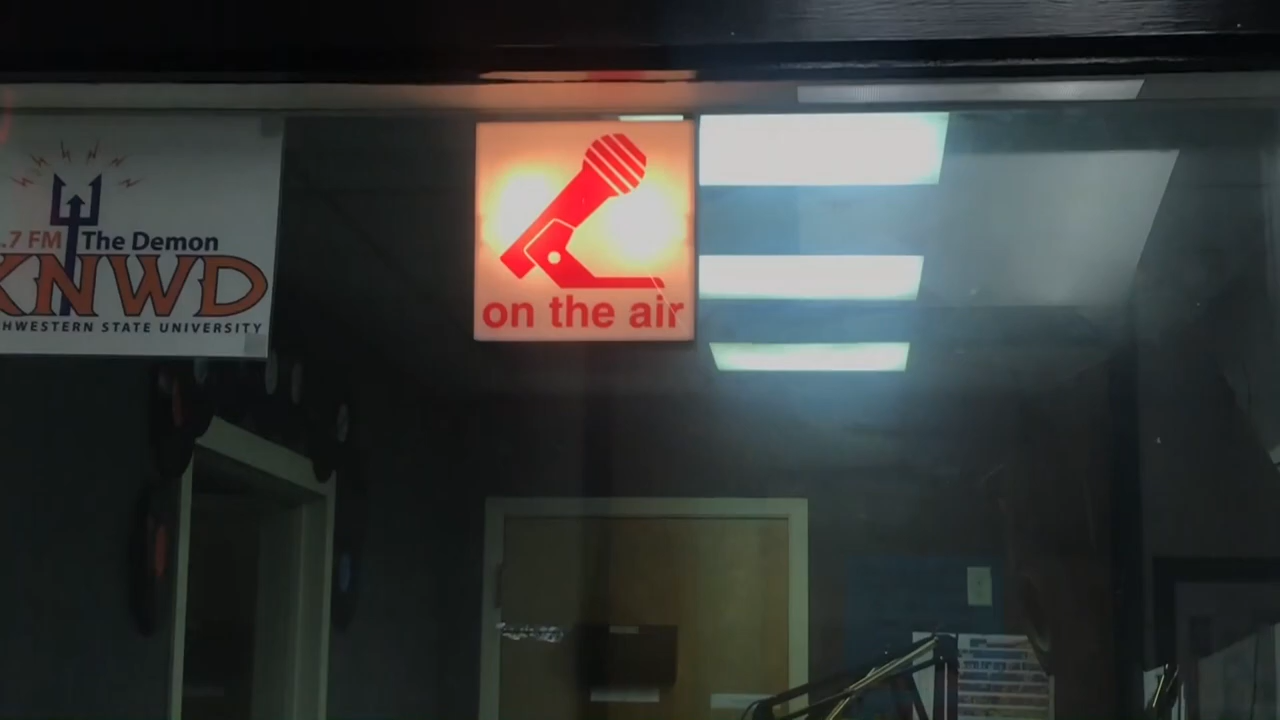 .7 FM The Demon
KNWD
HWESTERN STATE UNIVERSITY
on the air